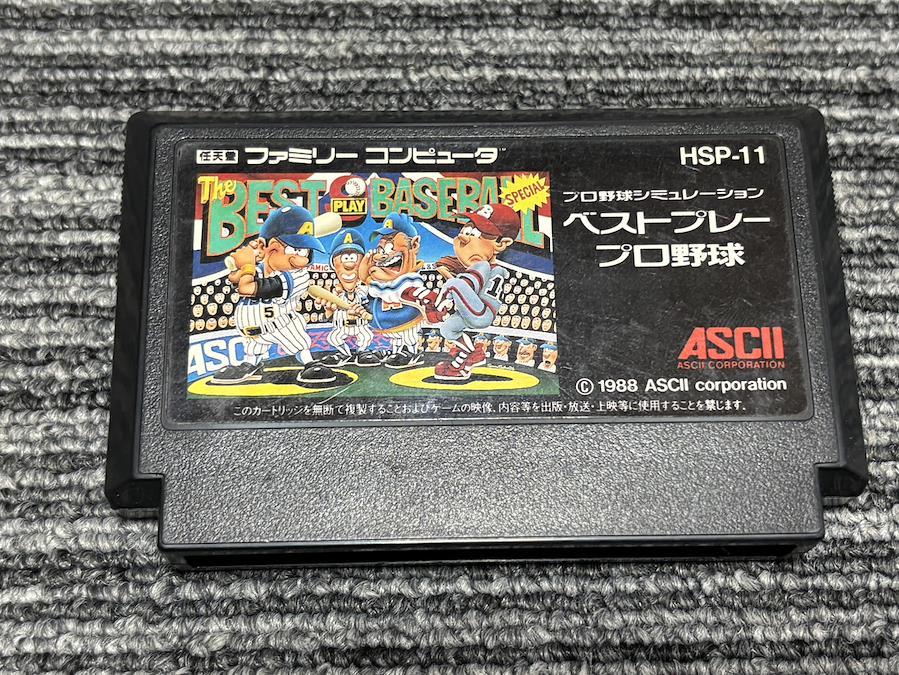 任天堂 ファミリー コンピュータ™
HSP-11
The
BEST PLAY BASEBALL
SPECIAL
プロ野球シミュレーション
ベストプレー
プロ野球
A
A
A
B
5
1
ASCI
ASCII
ASCII CORPORATION
© 1988 ASCII corporation
このカートリッジを無断で複製することおよびゲームの映像、内容等を出版・放送・上映等に使用することを禁じます。